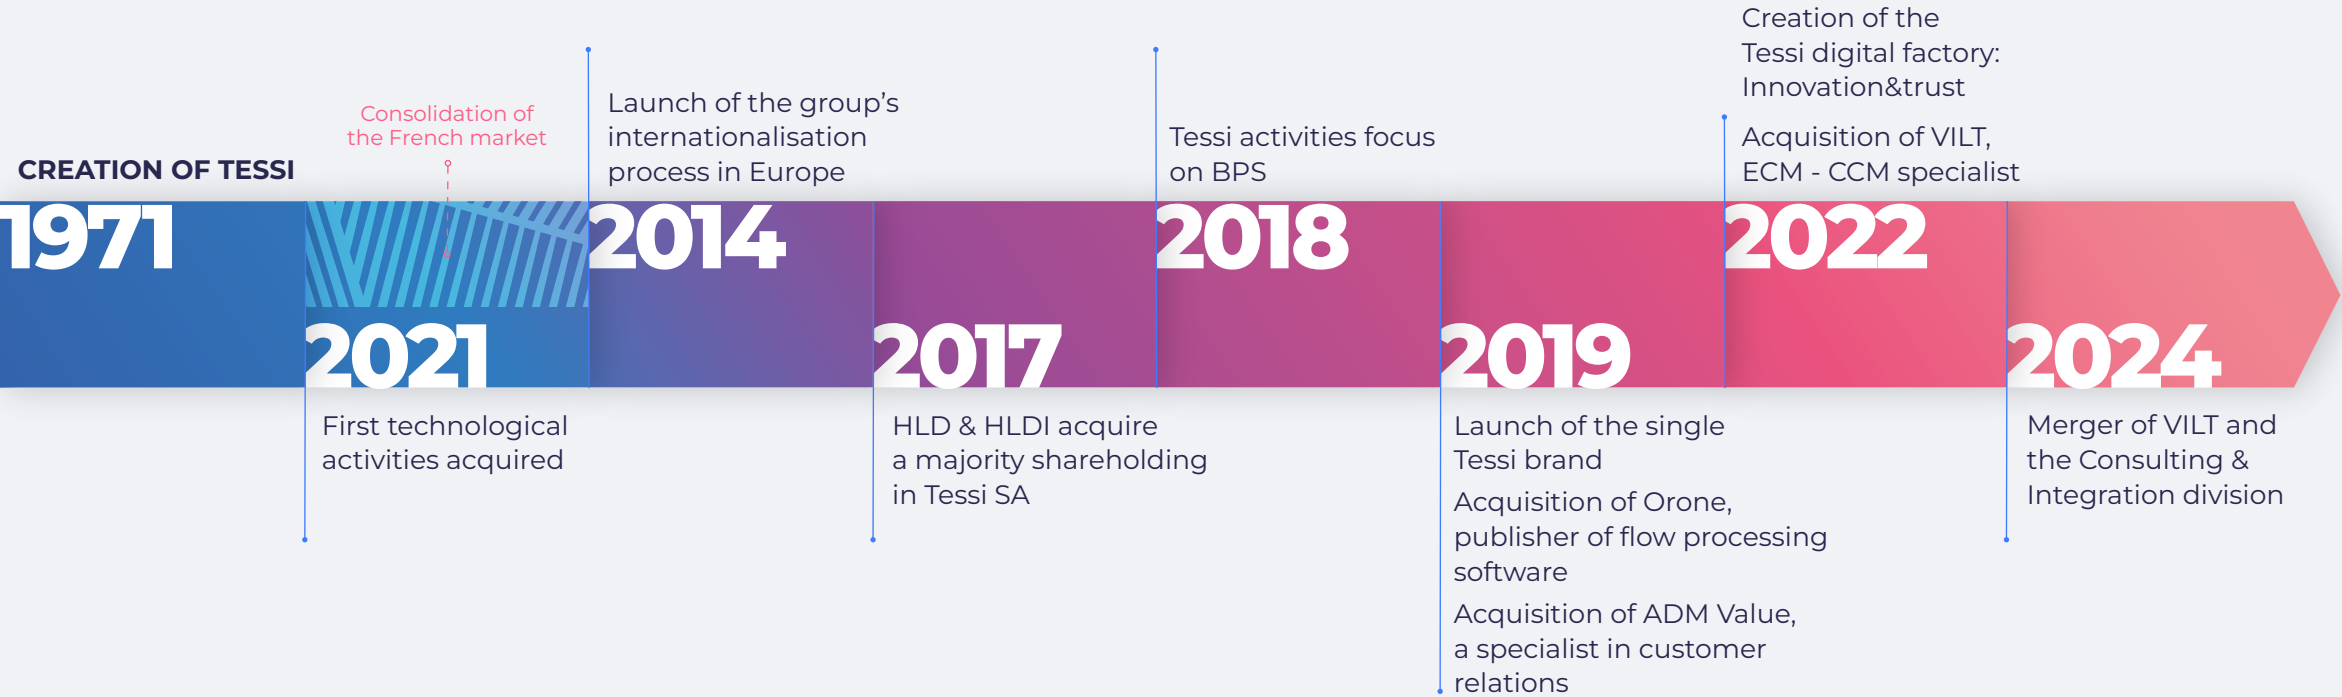 CREATION OF TESSI
1971
Consolidation of
the French market
2021
First technological
activities acquired
Launch of the group’s
internationalisation
process in Europe
2014
2017
HLD & HLDI acquire
a majority shareholding
in Tessi SA
Tessi activities focus
on BPS
2018
2019
Launch of the single
Tessi brand
Acquisition of Orone,
publisher of flow processing
software
Acquisition of ADM Value,
a specialist in customer
relations
Creation of the
Tessi digital factory:
Innovation&trust
Acquisition of VILT,
ECM - CCM specialist
2022
2024
Merger of VILT and
the Consulting &
Integration division